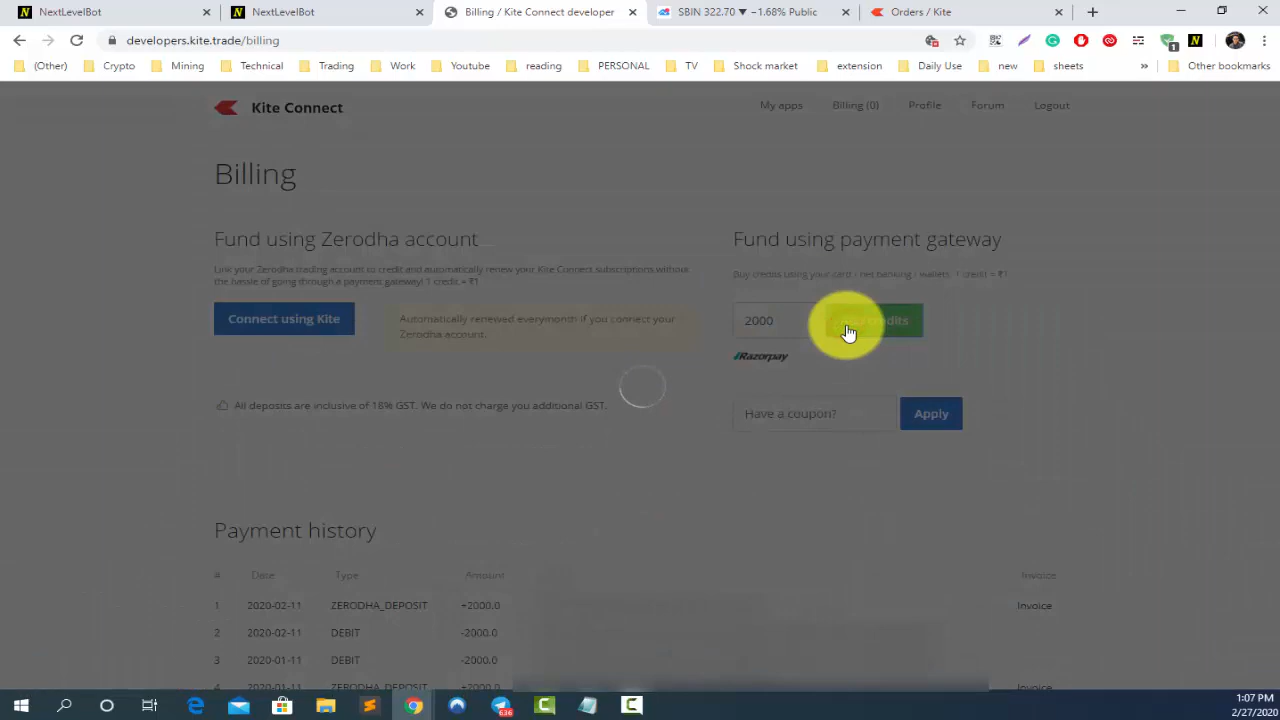 NextLevelBot
NextLevelBot
Billing / Kite Connect developer
SBIN 322.70 ▼ −1.68% Public
Orders / Kite
developers.kite.trade/billing
(Other)
Crypto
Mining
Technical
Trading
Work
Youtube
reading
PERSONAL
TV
Shock market
extension
Daily Use
new
sheets
Other bookmarks
Kite Connect
My apps
Billing (0)
Profile
Forum
Logout
Billing
Fund using Zerodha account
Link your Zerodha trading account to credit and automatically renew your Kite Connect subscriptions without
the hassle of going through a payment gateway! 1 credit = ₹1
Connect using Kite
Automatically renewed everymonth if you connect your
Zerodha account.
All deposits are inclusive of 18% GST. We do not charge you additional GST.
Fund using payment gateway
Buy credits using your card / net banking / wallets. 1 credit = ₹1
2000
credits
Razorpay
Have a coupon?
Apply
Payment history
# Date Type Amount Invoice
1 2020-02-11 ZERODHA_DEPOSIT +2000.0 Invoice
2 2020-02-11 DEBIT -2000.0
3 2020-01-11 DEBIT -2000.0
4 2020-01-11 ZERODHA_DEPOSIT +2000.0 Invoice
636
1:07 PM
2/27/2020